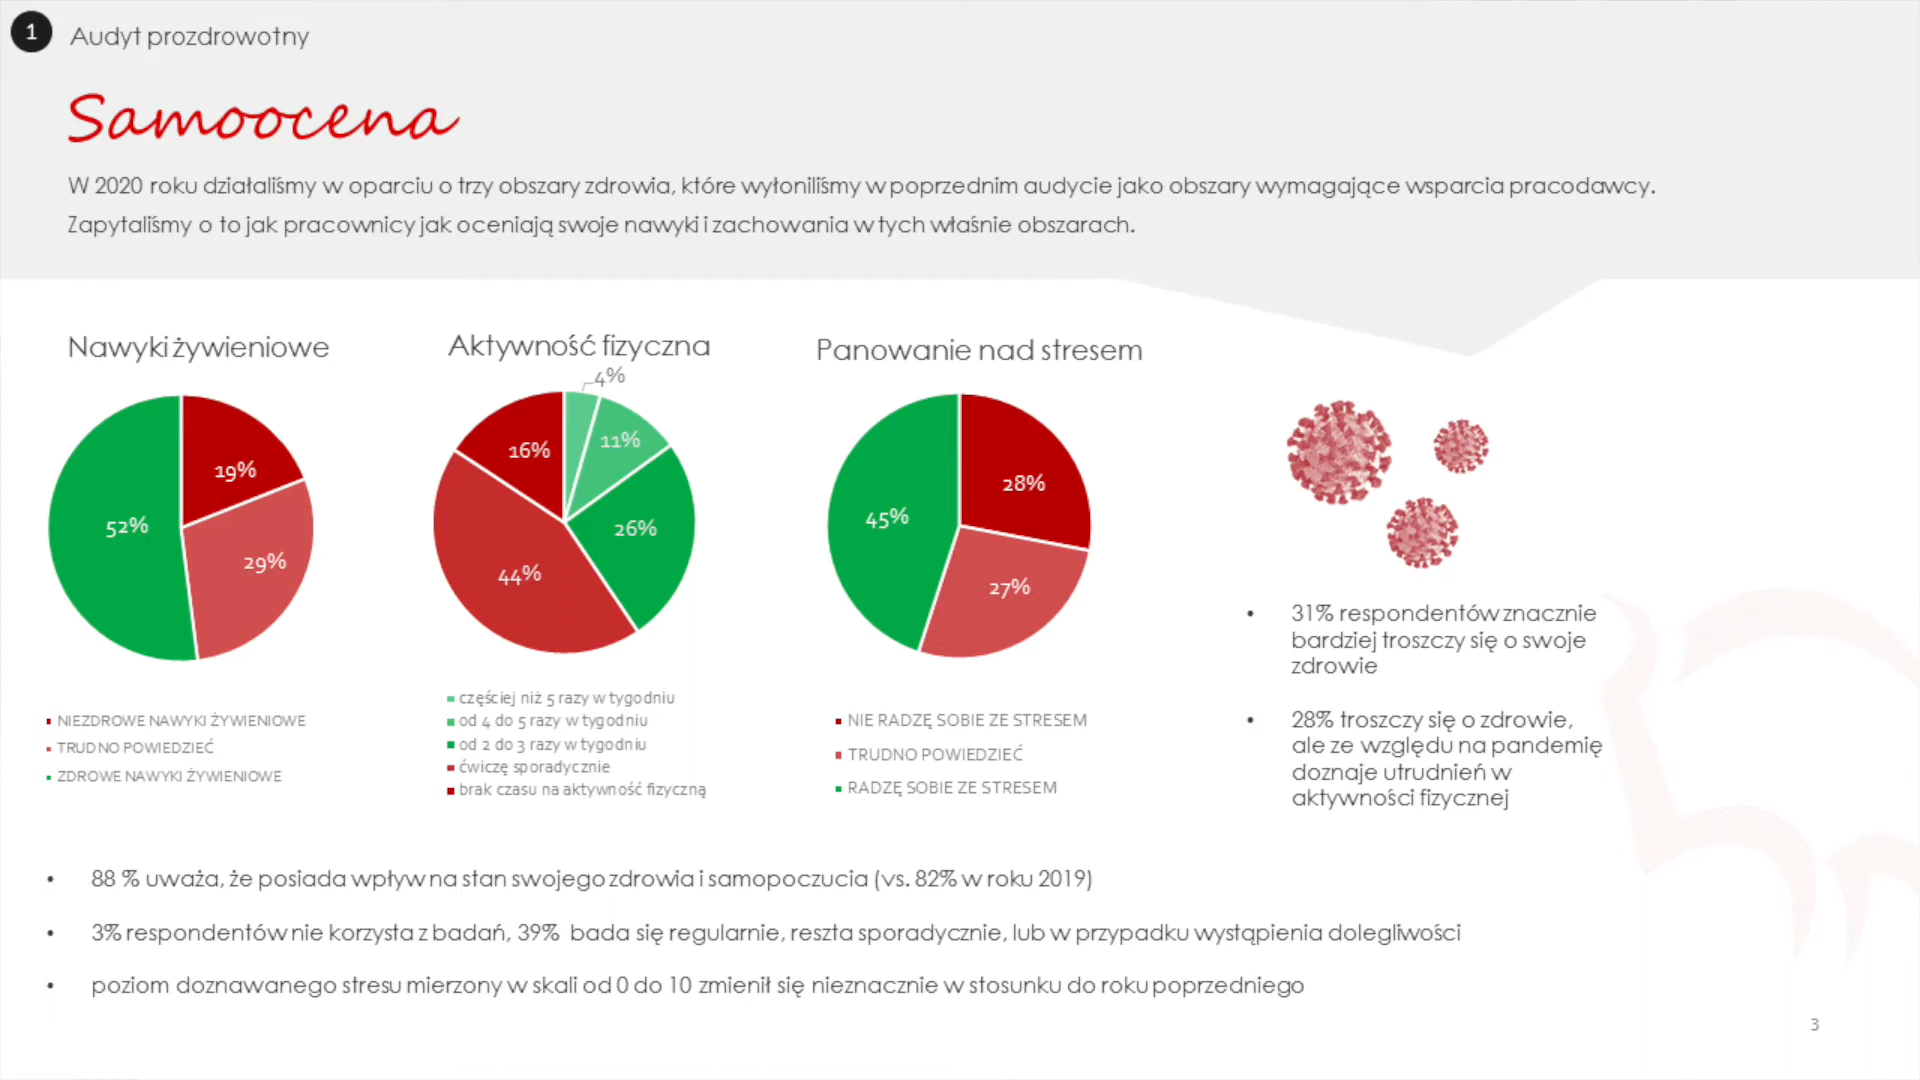 1
Audyt prozdrowotny
Samoocena
W 2020 roku działaliśmy w oparciu o trzy obszary zdrowia, które wyłoniliśmy w poprzednim audycie jako obszary wymagające wsparcia pracodawcy.
Zapytaliśmy o to jak pracownicy jak oceniają swoje nawyki i zachowania w tych właśnie obszarach.
Nawyki żywieniowe
19%
52%
29%
NIEZDROWE NAWYKI ŻYWIENIOWE
TRUDNO POWIEDZIEĆ
ZDROWE NAWYKI ŻYWIENIOWE
Aktywność fizyczna
4%
11%
16%
26%
44%
częściej niż 5 razy w tygodniu
od 4 do 5 razy w tygodniu
od 2 do 3 razy w tygodniu
ćwiczę sporadycznie
brak czasu na aktywność fizyczną
Panowanie nad stresem
28%
45%
27%
NIE RADZĘ SOBIE ZE STRESEM
TRUDNO POWIEDZIEĆ
RADZĘ SOBIE ZE STRESEM
• 31% respondentów znacznie
bardziej troszczy się o swoje
zdrowie
• 28% troszczy się o zdrowie,
ale ze względu na pandemię
doznaje utrudnień w
aktywności fizycznej
• 88 % uważa, że posiada wpływ na stan swojego zdrowia i samopoczucia (vs. 82% w roku 2019)
• 3% respondentów nie korzysta z badań, 39% bada się regularnie, reszta sporadycznie, lub w przypadku wystąpienia dolegliwości
• poziom doznawanego stresu mierzony w skali od 0 do 10 zmienił się nieznacznie w stosunku do roku poprzedniego
3